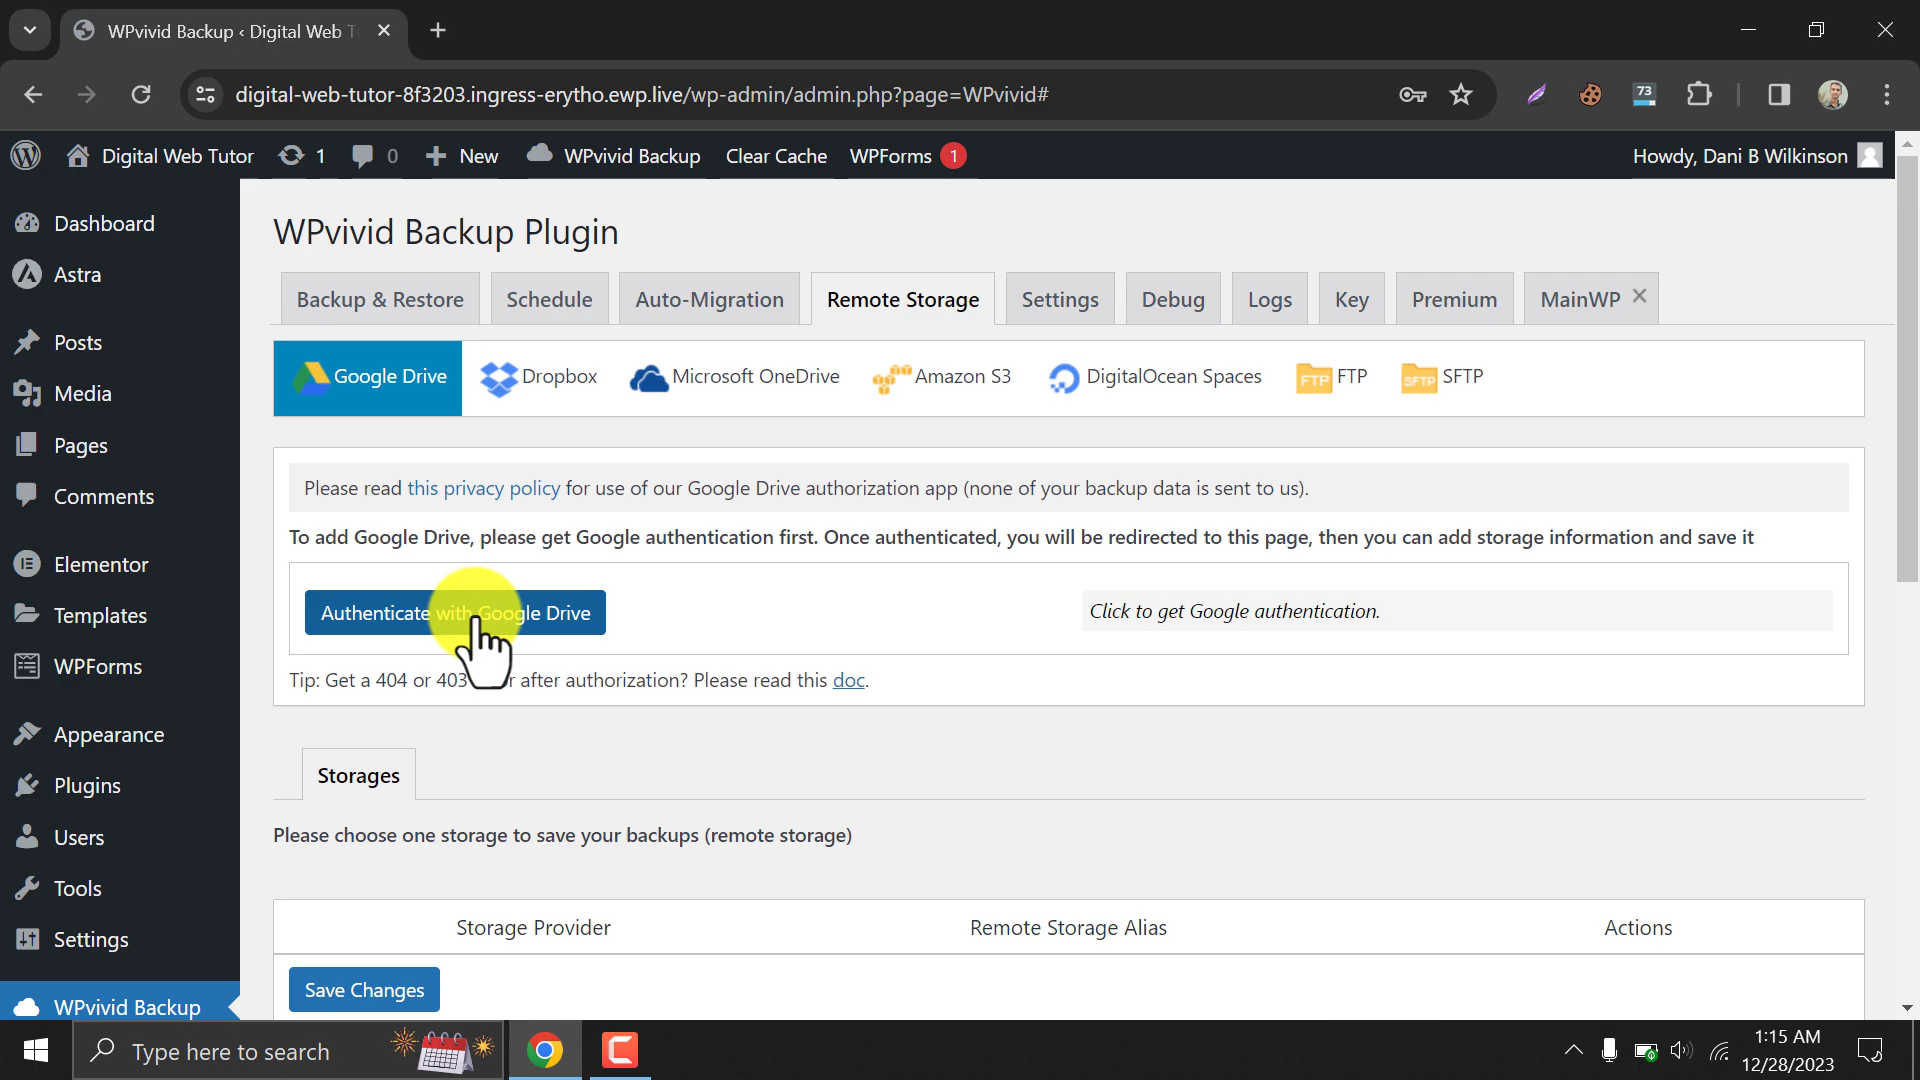 WPvivid Backup ‹ Digital Web T
digital-web-tutor-8f3203.ingress-erytho.ewp.live/wp-admin/admin.php?page=WPvivid#
73
Digital Web Tutor
1
0
New
WPvivid Backup
Clear Cache
WPForms 1
Howdy, Dani B Wilkinson
Dashboard
Astra
Posts
Media
Pages
Comments
Elementor
Templates
WPForms
Appearance
Plugins
Users
Tools
Settings
WPvivid Backup
WPvivid Backup Plugin
Backup & Restore
Schedule
Auto-Migration
Remote Storage
Settings
Debug
Logs
Key
Premium
MainWP
Google Drive
Dropbox
Microsoft OneDrive
Amazon S3
DigitalOcean Spaces
FTP FTP
SFTP SFTP
Please read this privacy policy for use of our Google Drive authorization app (none of your backup data is sent to us).
To add Google Drive, please get Google authentication first. Once authenticated, you will be redirected to this page, then you can add storage information and save it
Authenticate with Google Drive
Click to get Google authentication.
Tip: Get a 404 or 403 after authorization? Please read this doc.
Storages
Please choose one storage to save your backups (remote storage)
Storage Provider
Remote Storage Alias
Actions
Save Changes
Type here to search
1:15 AM
12/28/2023